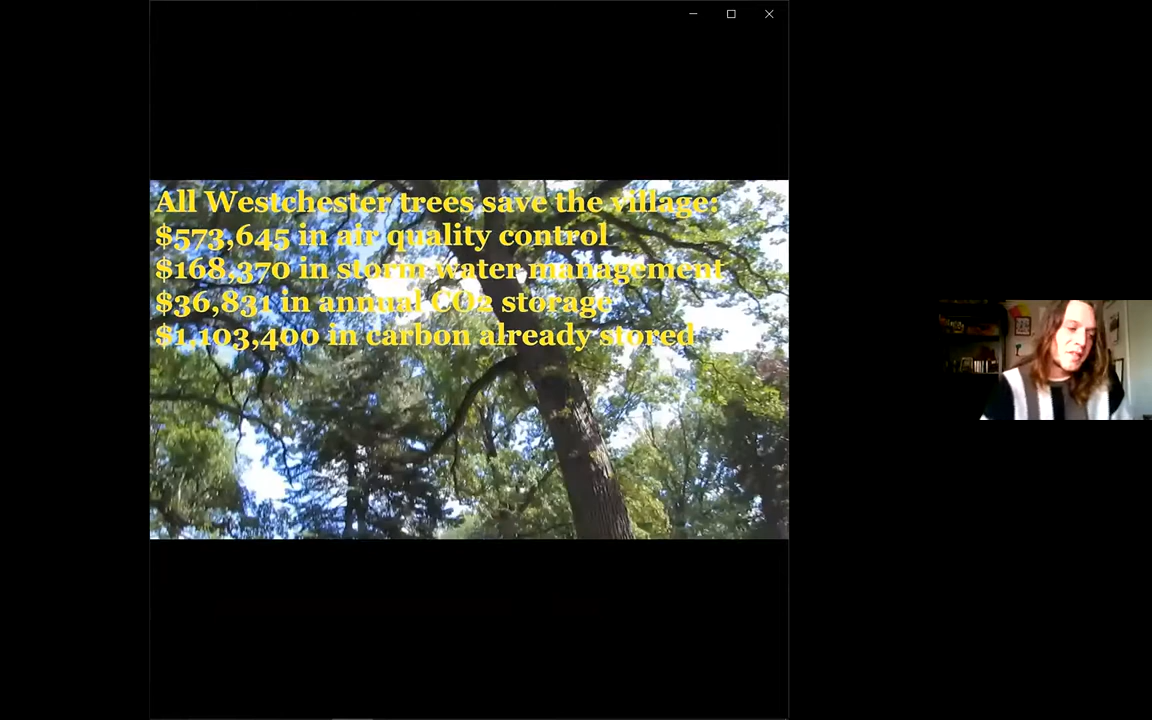 All Westchester trees save the village:
$573,645 in air quality control
$168,370 in storm water management
$36,831 in annual CO2 storage
$1,103,400 in carbon already stored